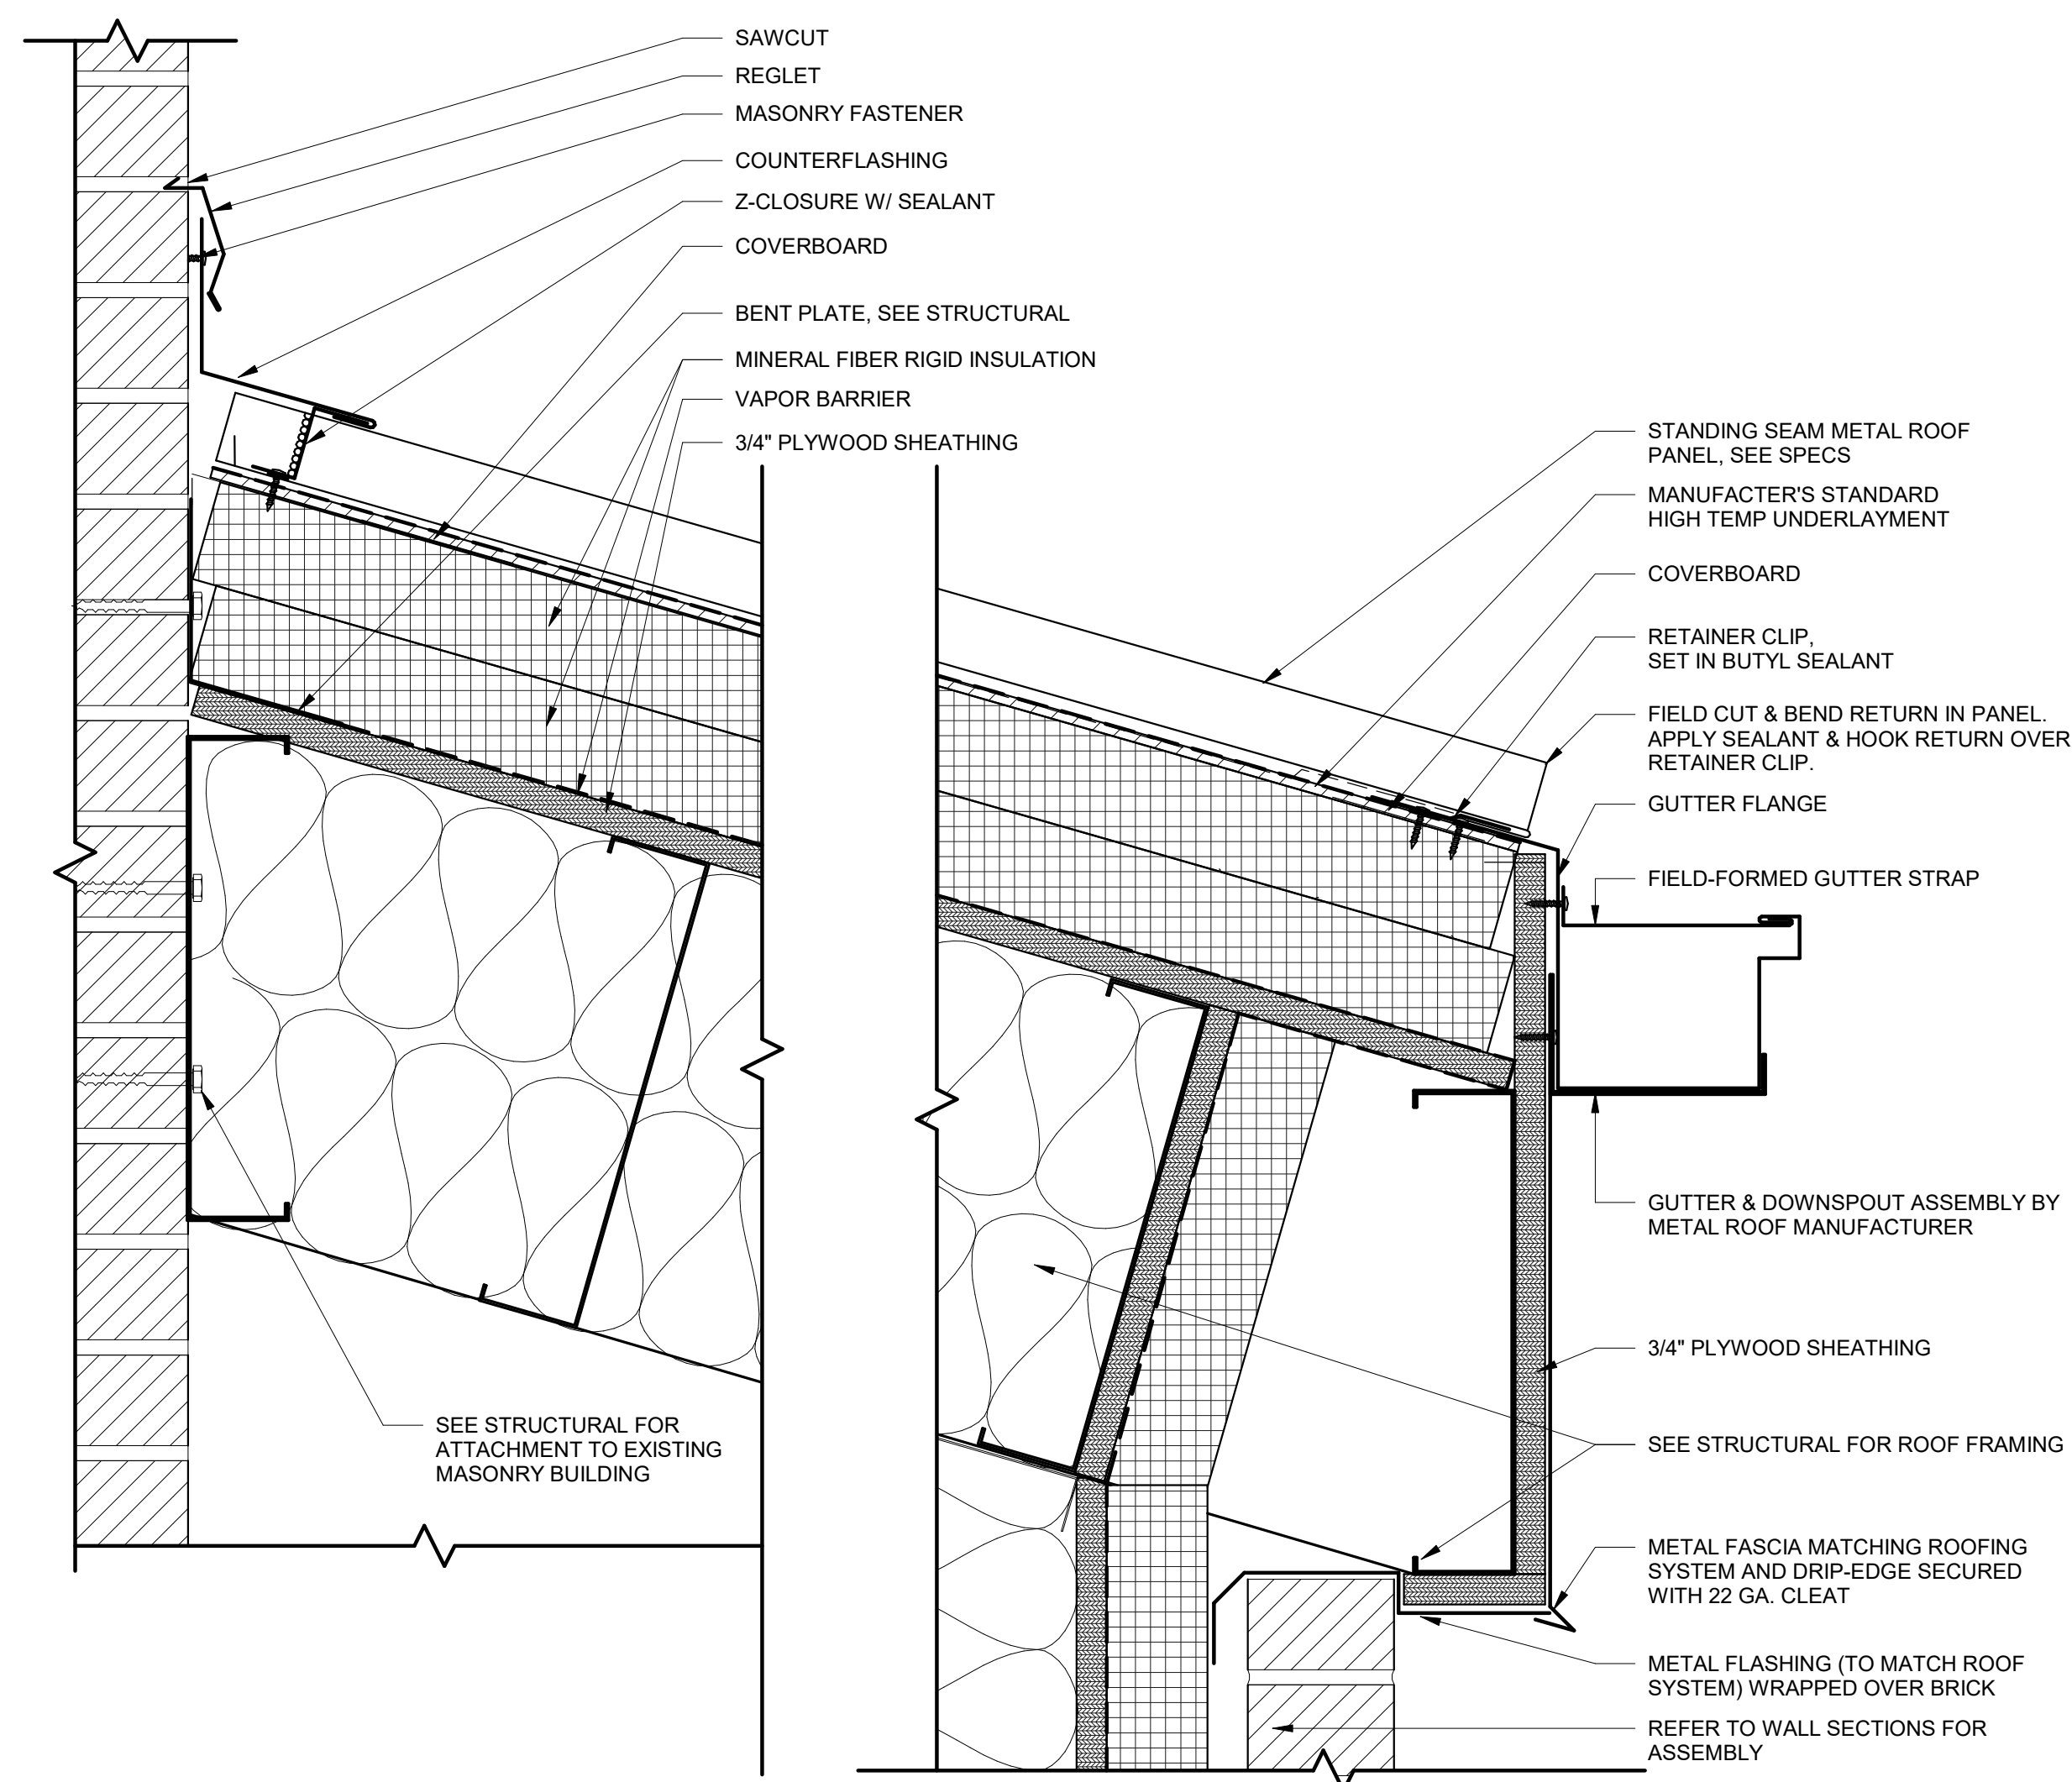 SAWCUT
REGLET
MASONRY FASTENER
COUNTERFLASHING
Z-CLOSURE W/ SEALANT
COVERBOARD
BENT PLATE, SEE STRUCTURAL
MINERAL FIBER RIGID INSULATION
VAPOR BARRIER
3/4" PLYWOOD SHEATHING
SEE STRUCTURAL FOR
ATTACHMENT TO EXISTING
MASONRY BUILDING
STANDING SEAM METAL ROOF
PANEL, SEE SPECS
MANUFACTER'S STANDARD
HIGH TEMP UNDERLAYMENT
COVERBOARD
RETAINER CLIP,
SET IN BUTYL SEALANT
FIELD CUT & BEND RETURN IN PANEL.
APPLY SEALANT & HOOK RETURN OVER
RETAINER CLIP.
GUTTER FLANGE
FIELD-FORMED GUTTER STRAP
GUTTER & DOWNSPOUT ASSEMBLY BY
METAL ROOF MANUFACTURER
3/4" PLYWOOD SHEATHING
SEE STRUCTURAL FOR ROOF FRAMING
METAL FASCIA MATCHING ROOFING
SYSTEM AND DRIP-EDGE SECURED
WITH 22 GA. CLEAT
METAL FLASHING (TO MATCH ROOF
SYSTEM) WRAPPED OVER BRICK
REFER TO WALL SECTIONS FOR
ASSEMBLY